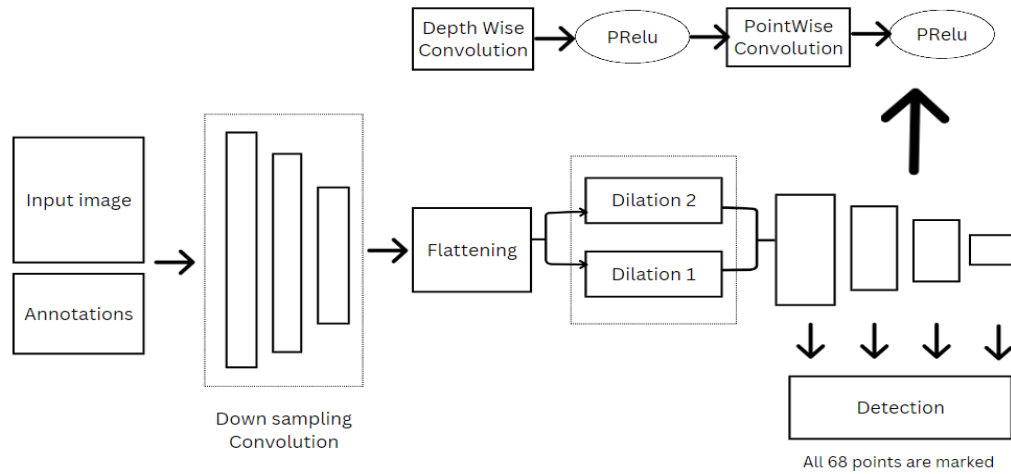 Depth Wise
Convolution
PRelu
PointWise
Convolution
PRelu
Input image
Annotations
Down sampling
Convolution
Flattening
Dilation 2
Dilation 1
Detection
All 68 points are marked